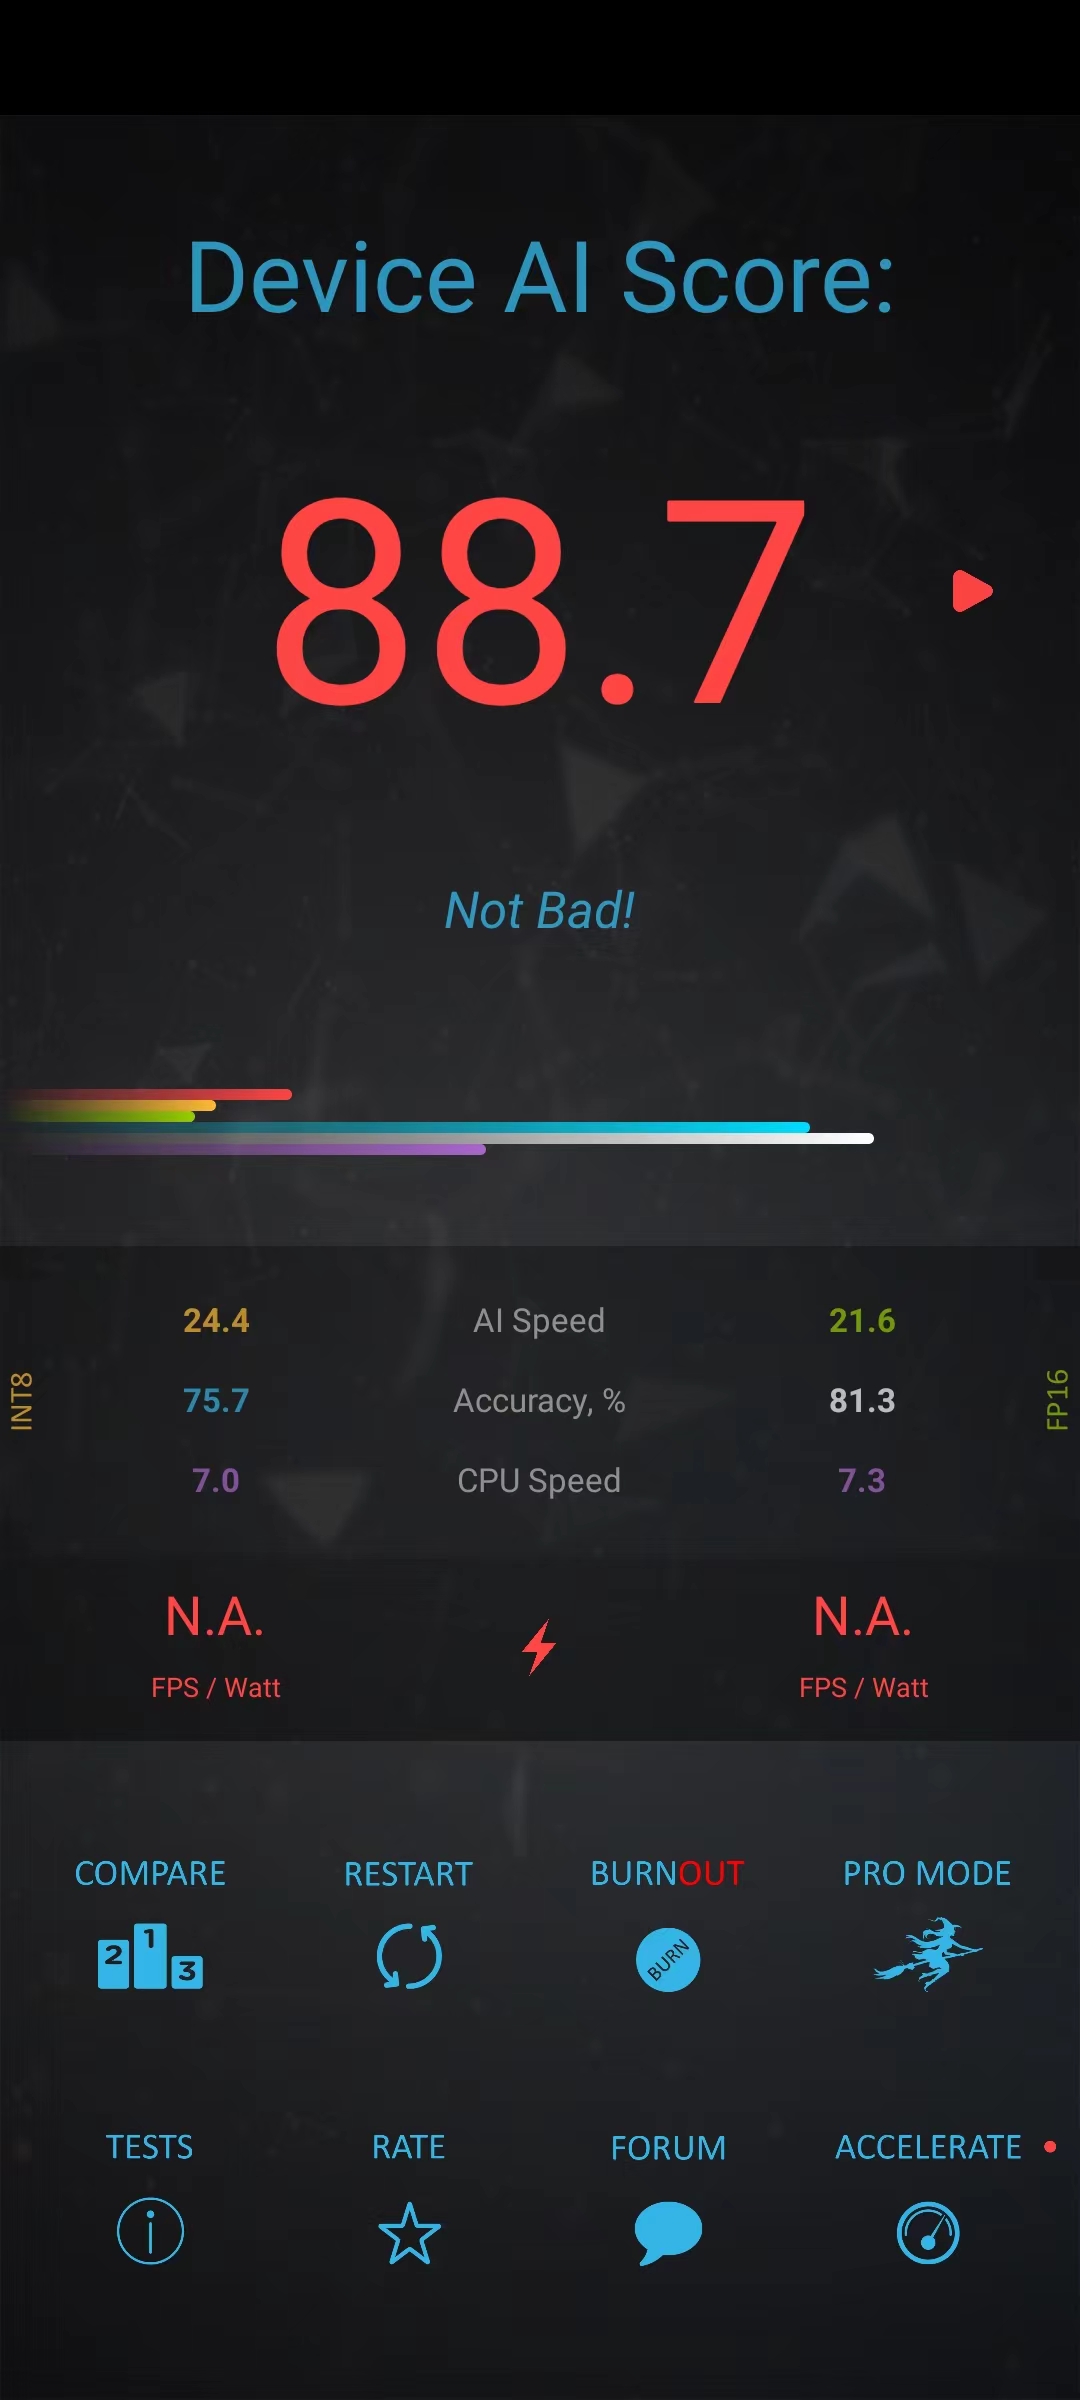 Device AI Score:
88.7
Not Bad!
INT8
24.4 AI Speed 21.6
75.7 Accuracy, % 81.3
7.0 CPU Speed 7.3
FP16
N.A. N.A.
FPS / Watt FPS / Watt
COMPARE RESTART BURNOUT PRO MODE
2 1 3 BURN
TESTS RATE FORUM ACCELERATE